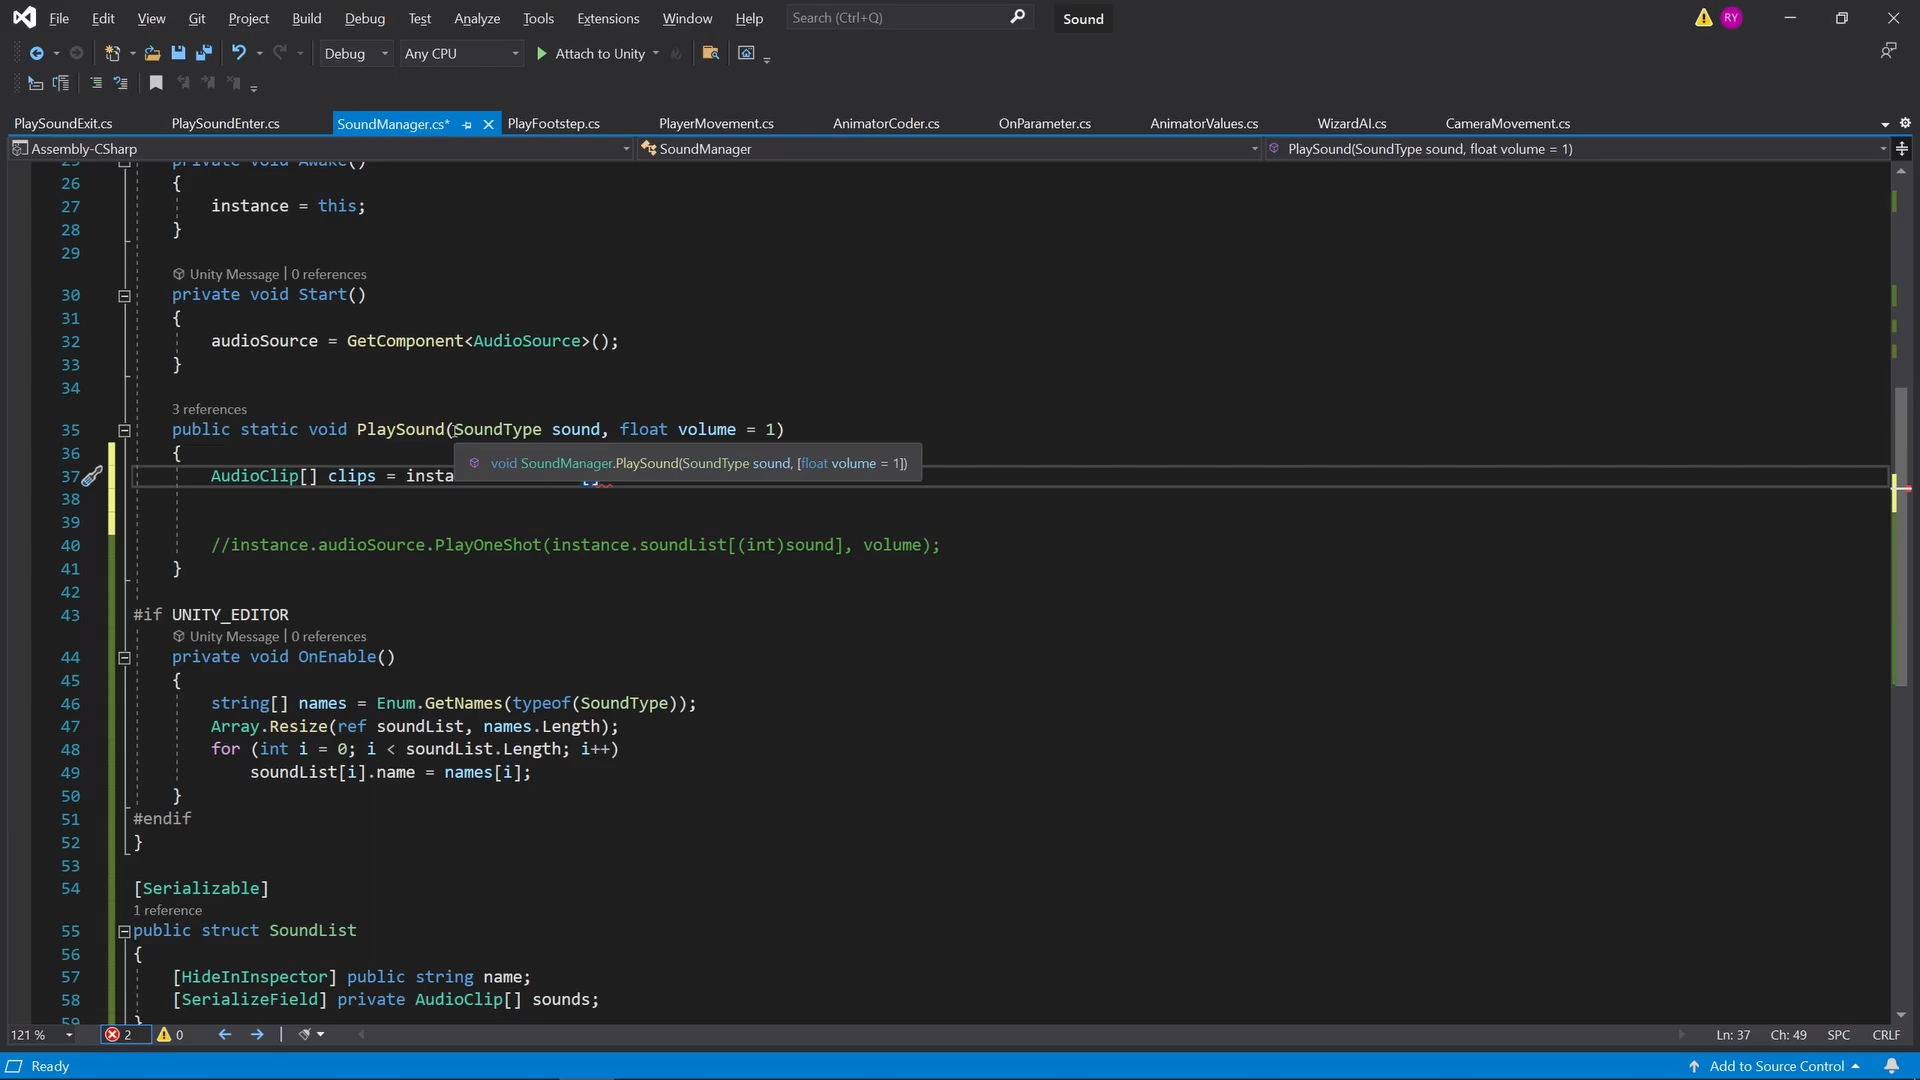 File Edit View Git Project Build Debug Test Analyze Tools Extensions Window Help Search (Ctrl+Q) Sound RY
Debug Any CPU Attach to Unity
PlaySoundExit.cs PlaySoundEnter.cs SoundManager.cs* PlayFootstep.cs PlayerMovement.cs AnimatorCoder.cs OnParameter.cs AnimatorValues.cs WizardAI.cs CameraMovement.cs
Assembly-CSharp SoundManager PlaySound(SoundType sound, float volume = 1)
25 private void Awake()
26 {
27 instance = this;
28 }
29
Unity Message | 0 references
30 private void Start()
31 {
32 audioSource = GetComponent<AudioSource>();
33 }
34
3 references
35 public static void PlaySound(SoundType sound, float volume = 1)
36 {
void SoundManager.PlaySound(SoundType sound, [float volume = 1])
37 AudioClip[] clips = insta []
38
39
40 //instance.audioSource.PlayOneShot(instance.soundList[(int)sound], volume);
41 }
42
43 #if UNITY_EDITOR
Unity Message | 0 references
44 private void OnEnable()
45 {
46 string[] names = Enum.GetNames(typeof(SoundType));
47 Array.Resize(ref soundList, names.Length);
48 for (int i = 0; i < soundList.Length; i++)
49 soundList[i].name = names[i];
50 }
51 #endif
52 }
53
54 [Serializable]
1 reference
55 public struct SoundList
56 {
57 [HideInInspector] public string name;
58 [SerializeField] private AudioClip[] sounds;
59 }
121 % 2 0 Ln: 37 Ch: 49 SPC CRLF
Ready Add to Source Control